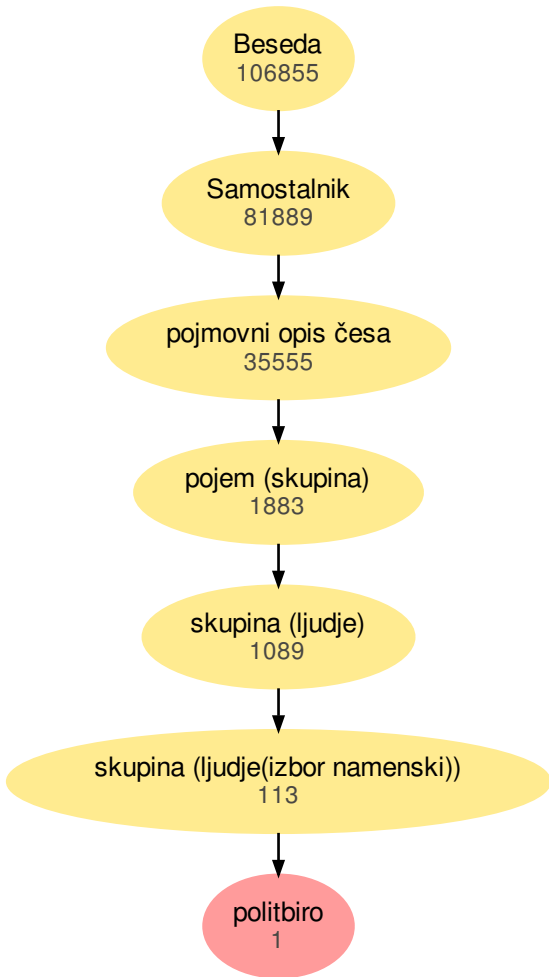 Beseda
106855
Samostalnik
81889
pojmovni opis česa
35555
pojem (skupina)
1883
skupina (ljudje)
1089
skupina (ljudje(izbor namenski))
113
politbiro
1